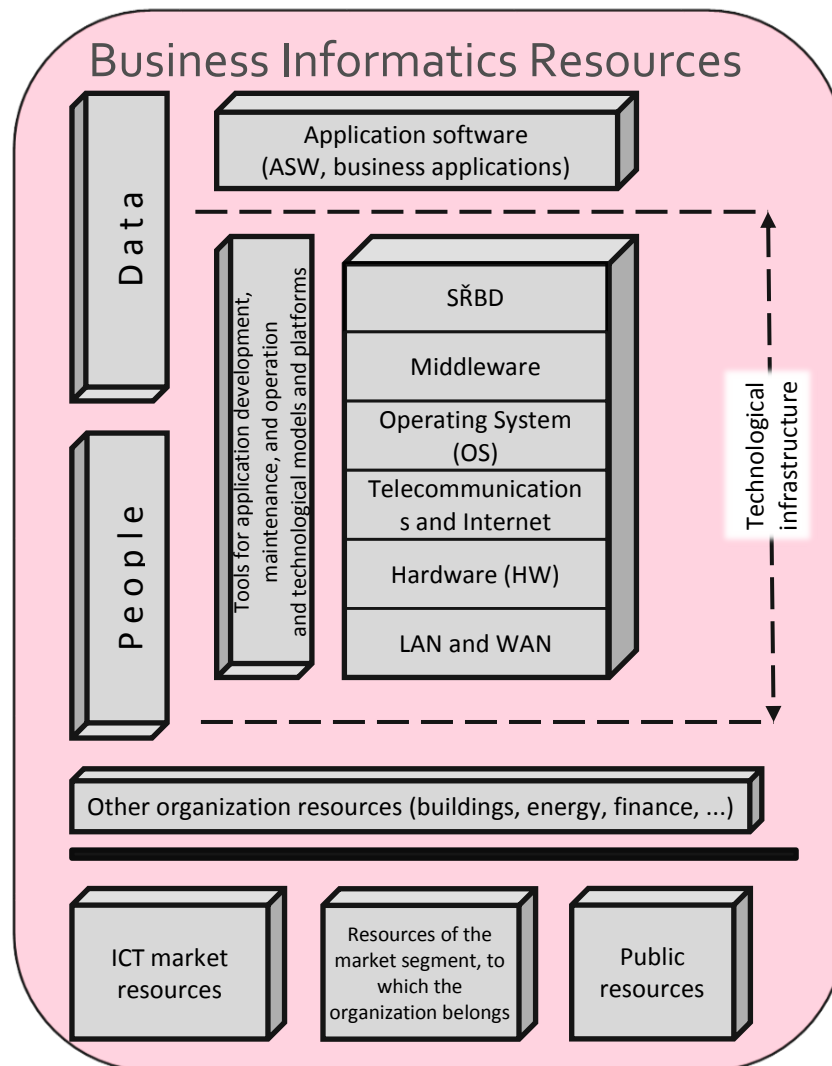 Business Informatics Resources
Data
Application software
(ASW, business applications)
People
Tools for application development,
maintenance, and operation
and technological models and platforms
SŘBD
Middleware
Operating System
(OS)
Telecommunication
s and Internet
Hardware (HW)
LAN and WAN
Technological
infrastructure
Other organization resources (buildings, energy, finance, ...)
ICT market
resources
Resources of the
market segment, to
which the
organization belongs
Public
resources